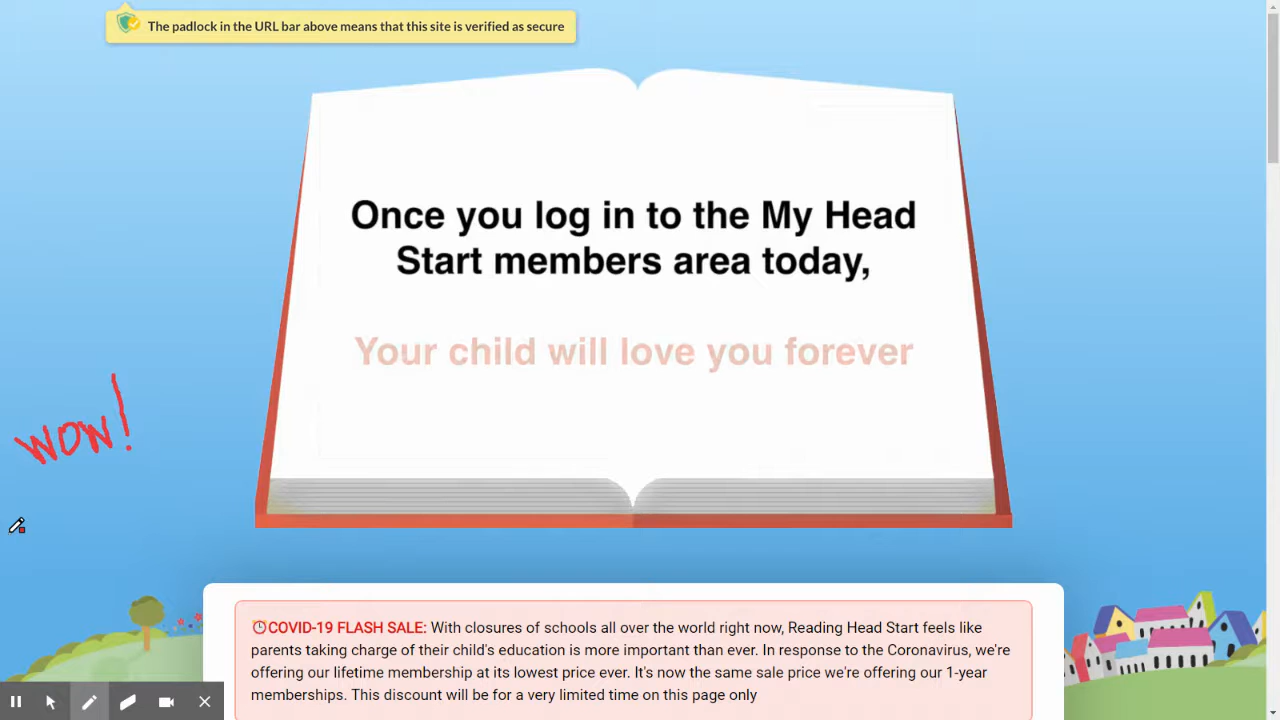 The padlock in the URL bar above means that this site is verified as secure
Once you log in to the My Head
Start members area today,
Your child will love you forever
WOW!
COVID-19 FLASH SALE: With closures of schools all over the world right now, Reading Head Start feels like
parents taking charge of their child's education is more important than ever. In response to the Coronavirus, we're
offering our lifetime membership at its lowest price ever. It's now the same sale price we're offering our 1-year
memberships. This discount will be for a very limited time on this page only